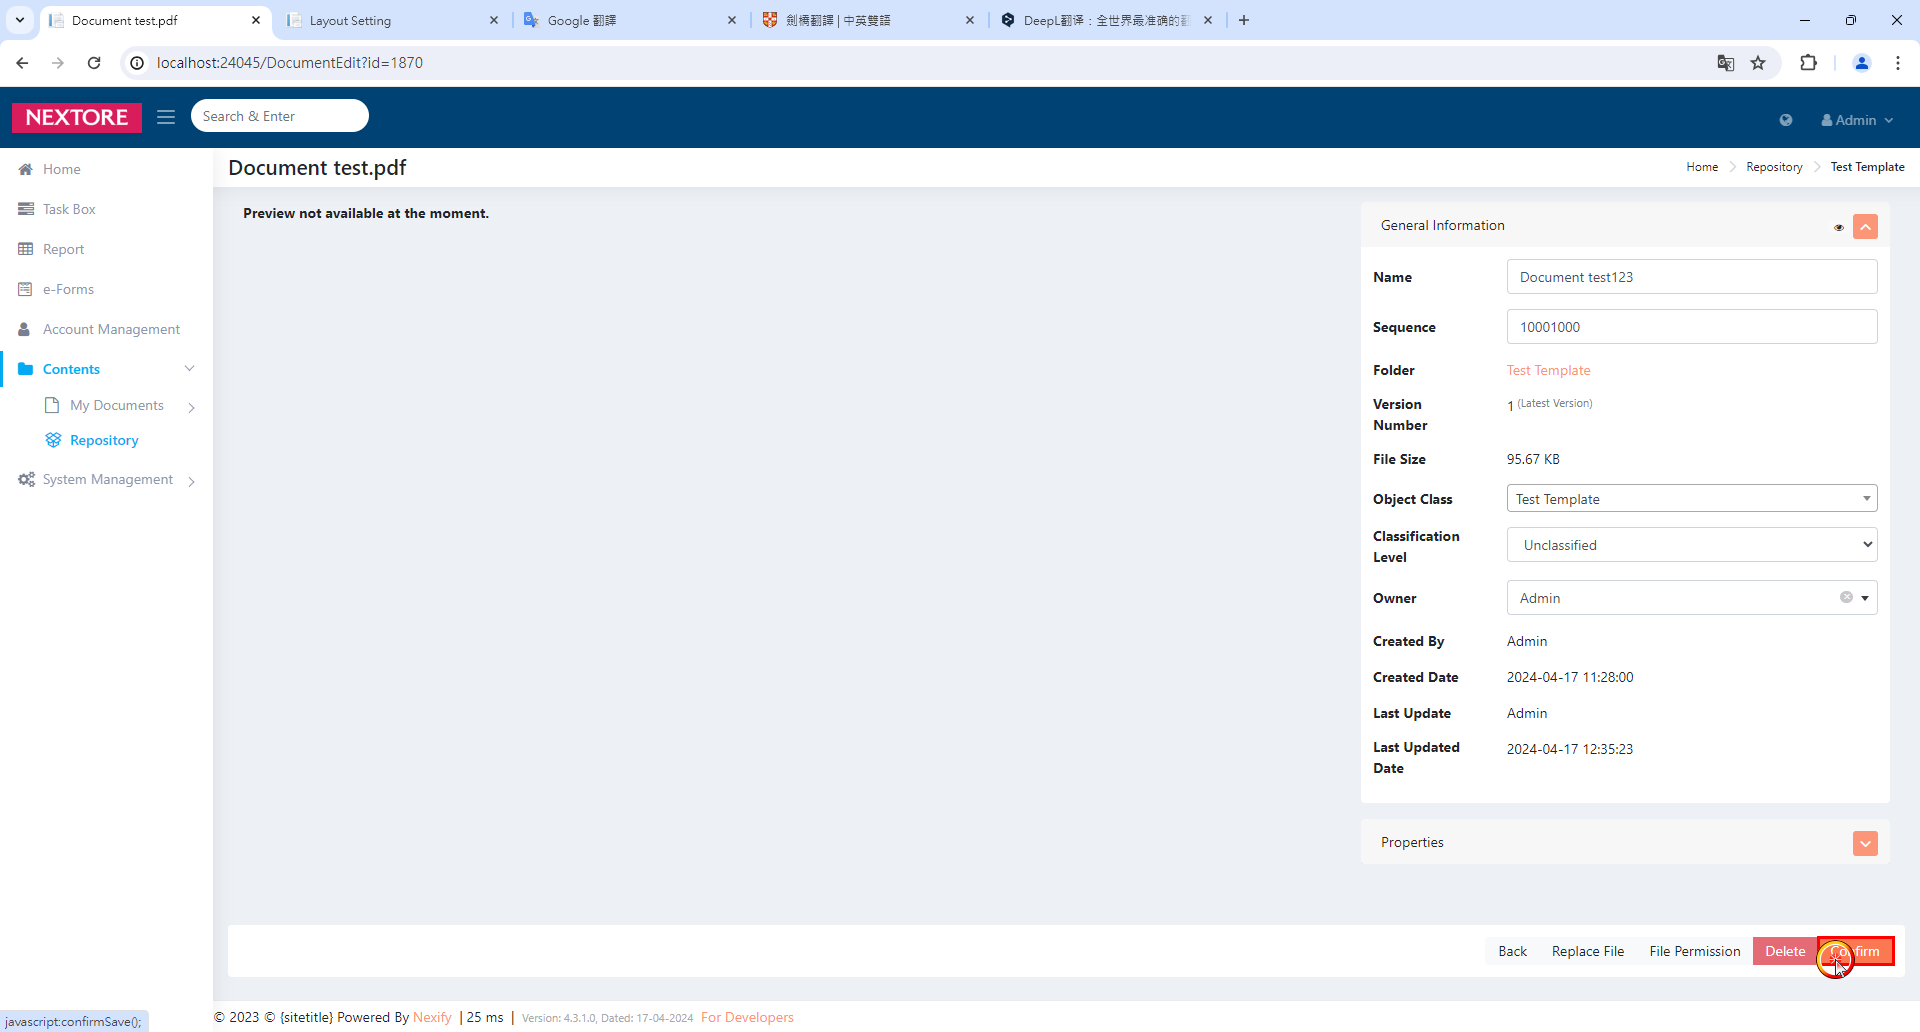 Document test.pdf
Layout Setting
Google 翻譯
劍橋翻譯 | 中英雙語
DeepL翻译：全世界最准确的
localhost:24045/DocumentEdit?id=1870
NEXTORE
Search & Enter
Admin
Home
Task Box
Report
e-Forms
Account Management
Contents
My Documents
Repository
System Management
Document test.pdf
Home
Repository
Test Template
Preview not available at the moment.
General Information
Name
Document test123
Sequence
10001000
Folder
Test Template
Version
Number
1 (Latest Version)
File Size
95.67 KB
Object Class
Test Template
Classification
Level
Unclassified
Owner
Admin
Created By
Admin
Created Date
2024-04-17 11:28:00
Last Update
Admin
Last Updated
Date
2024-04-17 12:35:23
Properties
Back
Replace File
File Permission
Delete
Confirm
© 2023 © {sitetitle} Powered By Nexify | 25 ms | Version: 4.3.1.0, Dated: 17-04-2024 For Developers
javascript:confirmSave();